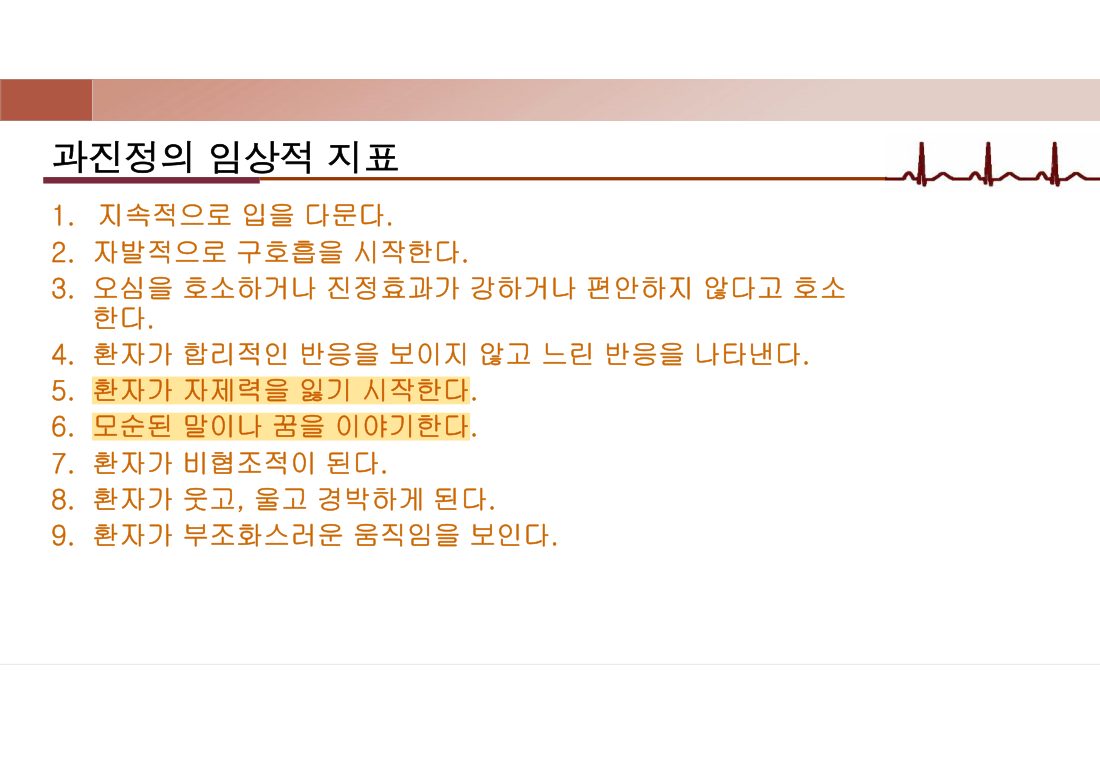 과진정의 임상적 지표
1. 지속적으로 입을 다문다.
2. 자발적으로 구호흡을 시작한다.
3. 오심을 호소하거나 진정효과가 강하거나 편안하지 않다고 호소
한다.
4. 환자가 합리적인 반응을 보이지 않고 느린 반응을 나타낸다.
5. 환자가 자제력을 잃기 시작한다.
6. 모순된 말이나 꿈을 이야기한다.
7. 환자가 비협조적이 된다.
8. 환자가 웃고, 울고 경박하게 된다.
9. 환자가 부조화스러운 움직임을 보인다.